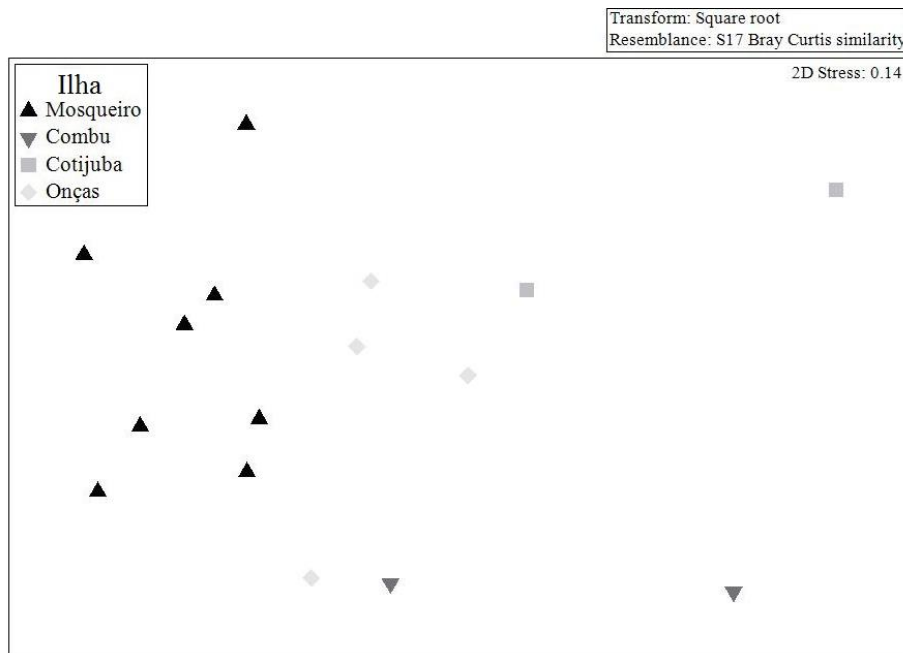 Transform: Square root
Resemblance: S17 Bray Curtis similarity
2D Stress: 0.14
Ilha
Mosqueiro
Combu
Cotijuba
Onças